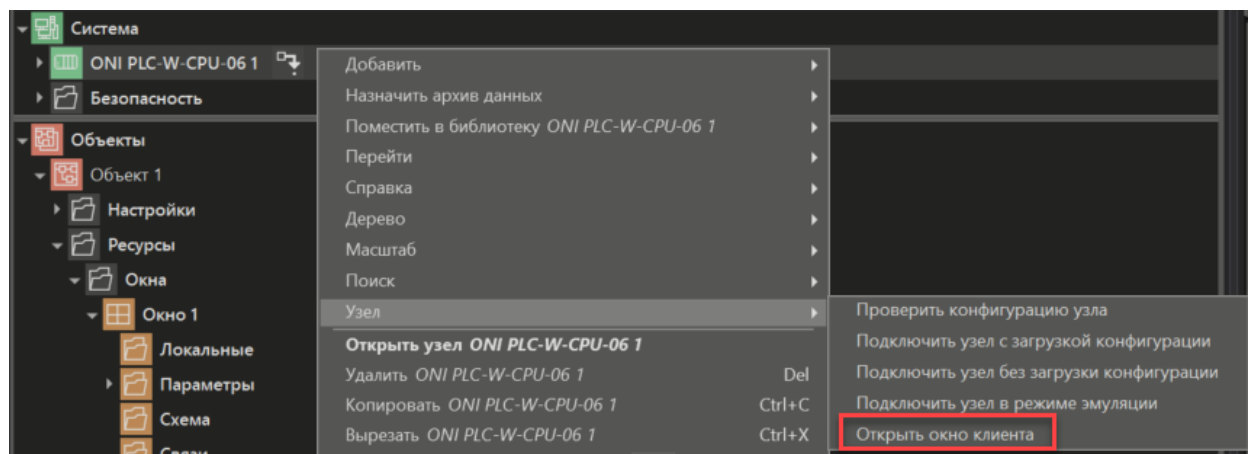 Система
ONI PLC-W-CPU-06 1
Безопасность
Объекты
Объект 1
Настройки
Ресурсы
Окна
Окно 1
Локальные
Параметры
Схема
Связи
Добавить
Назначить архив данных
Поместить в библиотеку ONI PLC-W-CPU-06 1
Перейти
Справка
Дерево
Масштаб
Поиск
Узел
Открыть узел ONI PLC-W-CPU-06 1
Удалить ONI PLC-W-CPU-06 1 Del
Копировать ONI PLC-W-CPU-06 1 Ctrl+C
Вырезать ONI PLC-W-CPU-06 1 Ctrl+X
Проверить конфигурацию узла
Подключить узел с загрузкой конфигурации
Подключить узел без загрузки конфигурации
Подключить узел в режиме эмуляции
Открыть окно клиента